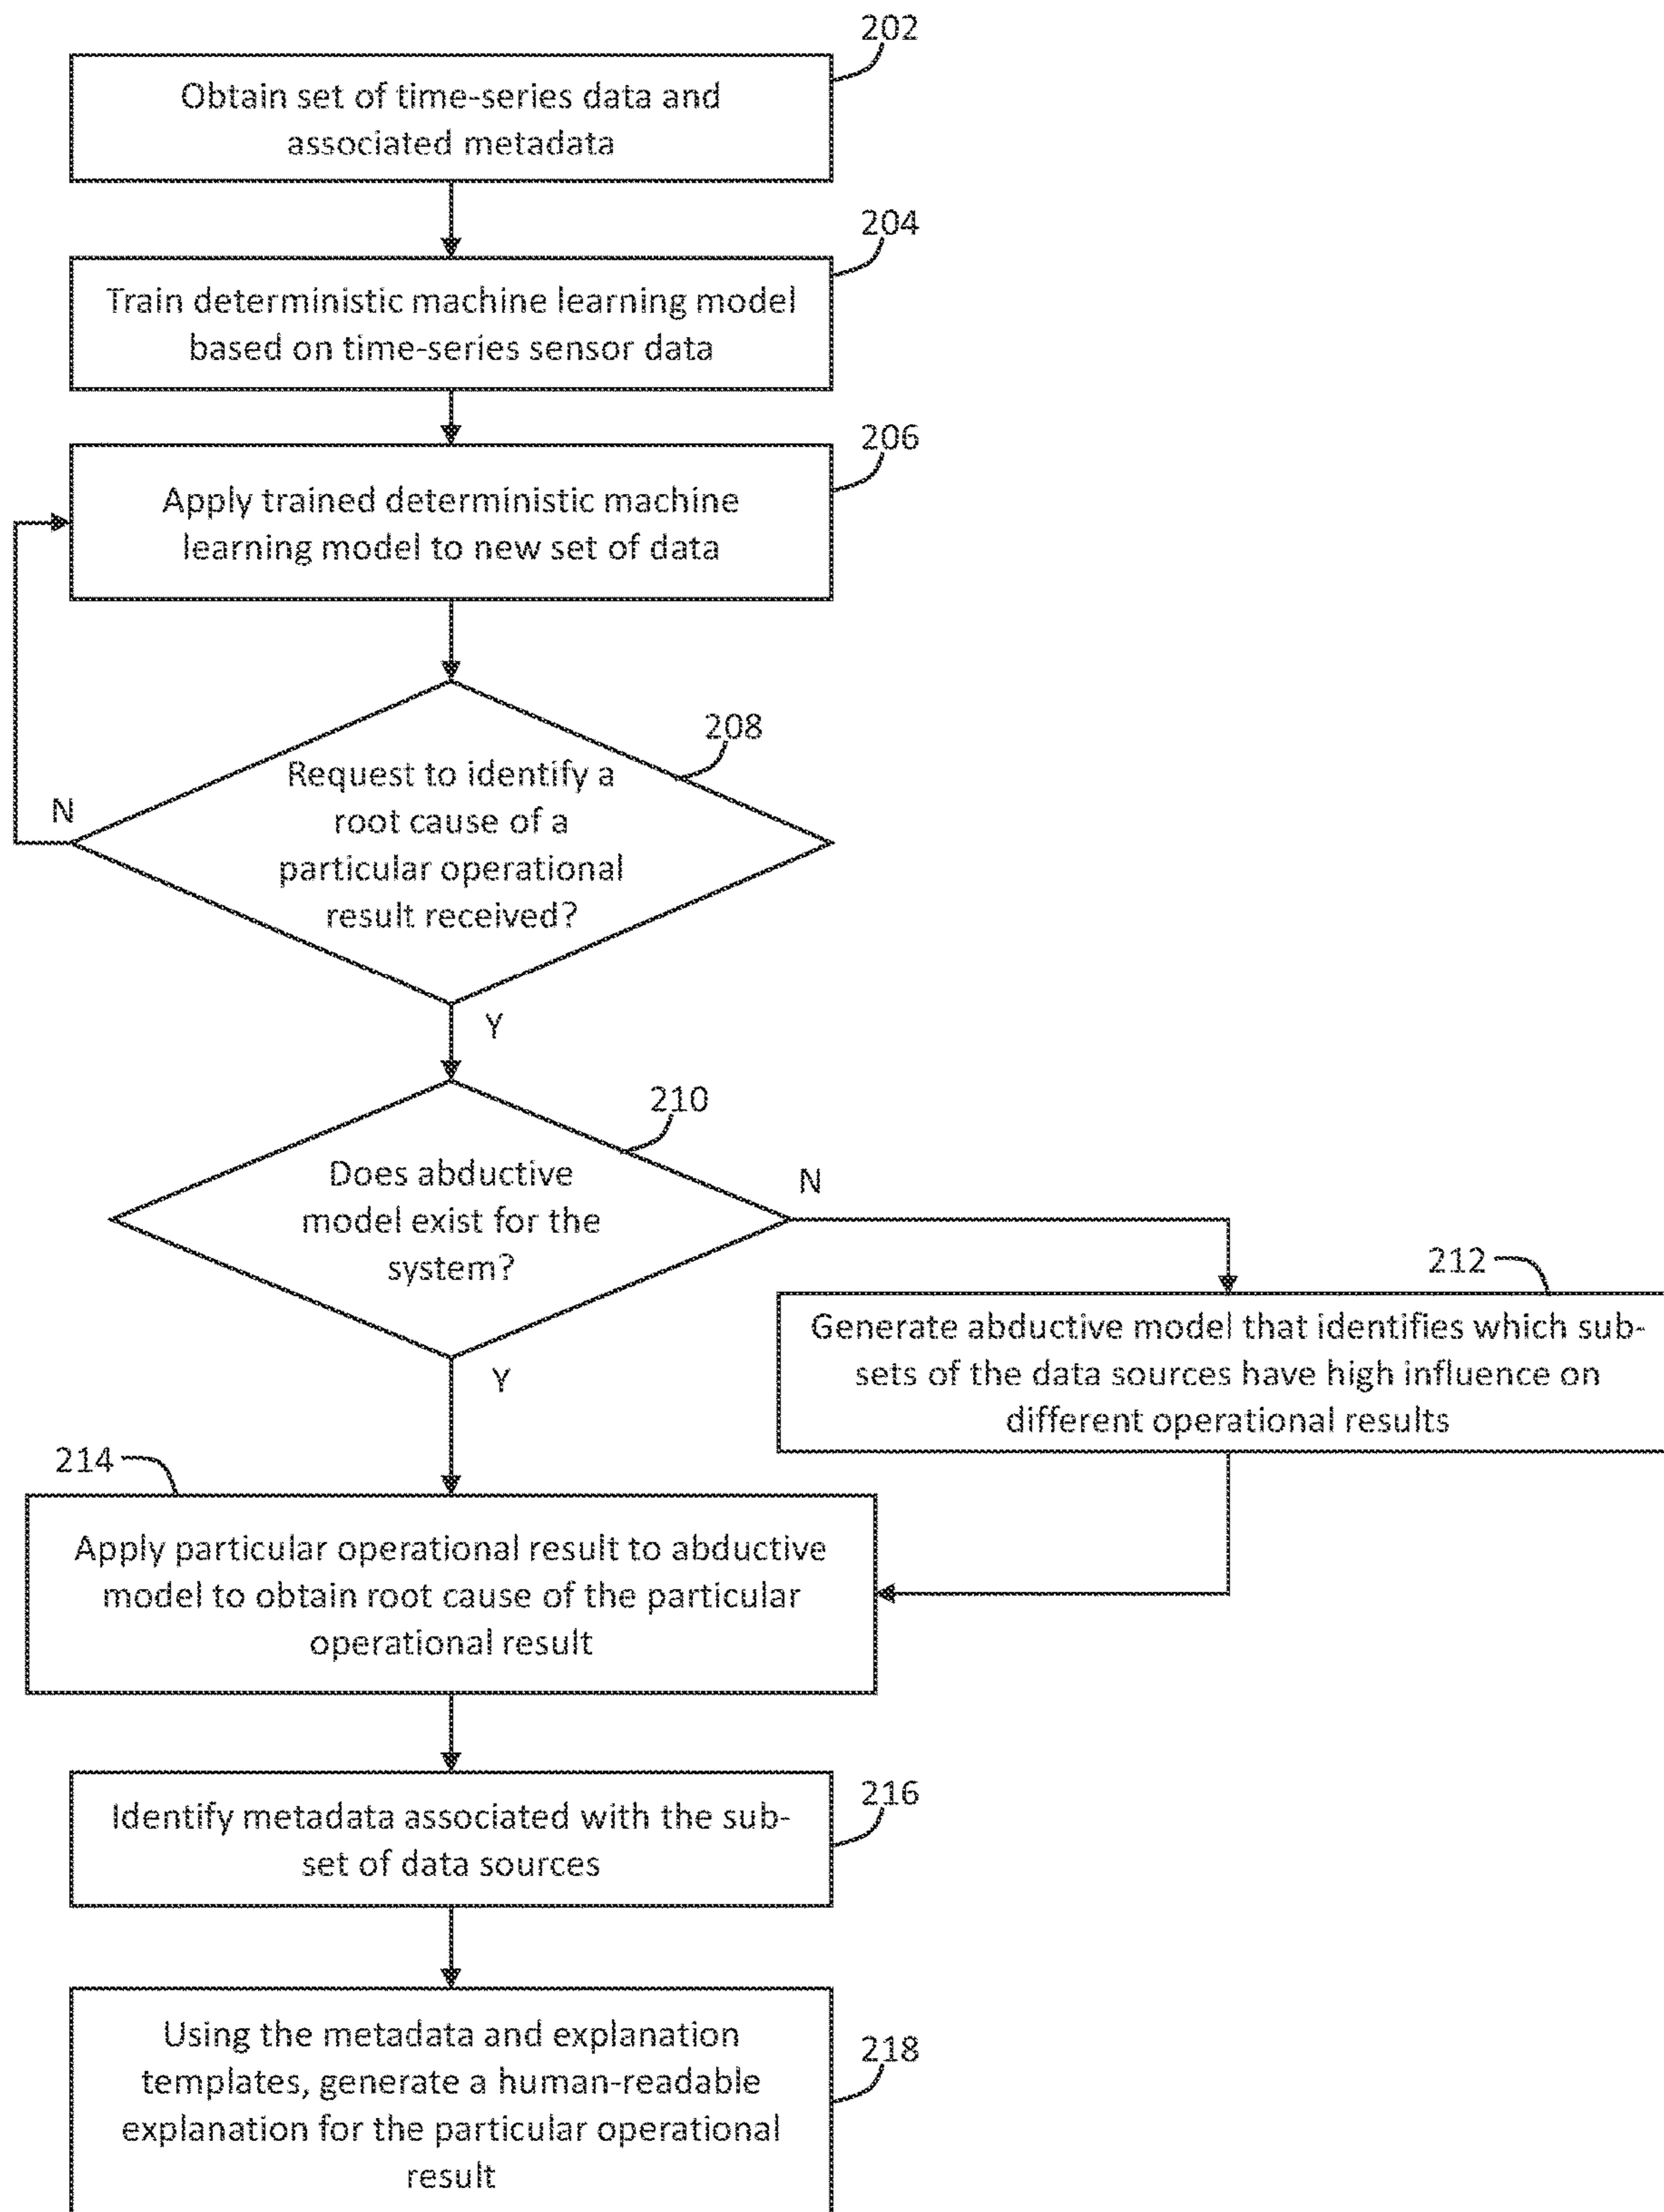 202
Obtain set of time-series data and
associated metadata
204
Train deterministic machine learning model
based on time-series sensor data
206
Apply trained deterministic machine
learning model to new set of data
208
Request to identify a
root cause of a
particular operational
result received?
N
Y
210
Does abductive
model exist for the
system?
N
Y
212
Generate abductive model that identifies which sub-
sets of the data sources have high influence on
different operational results
214
Apply particular operational result to abductive
model to obtain root cause of the particular
operational result
216
Identify metadata associated with the sub-
set of data sources
218
Using the metadata and explanation
templates, generate a human-readable
explanation for the particular operational
result